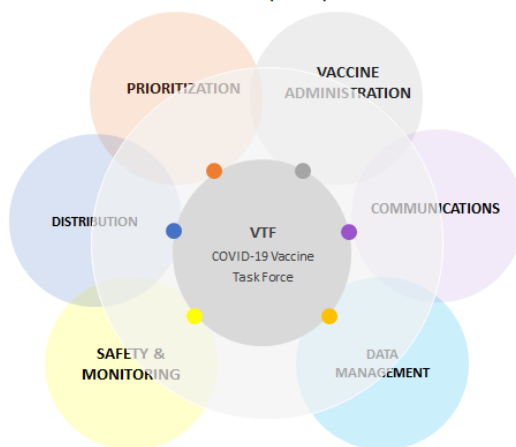 PRIORITIZATION
VACCINE
ADMINISTRATION
DISTRIBUTION
VTF
COVID-19 Vaccine
Task Force
COMMUNICATIONS
SAFETY &
MONITORING
DATA
MANAGEMENT